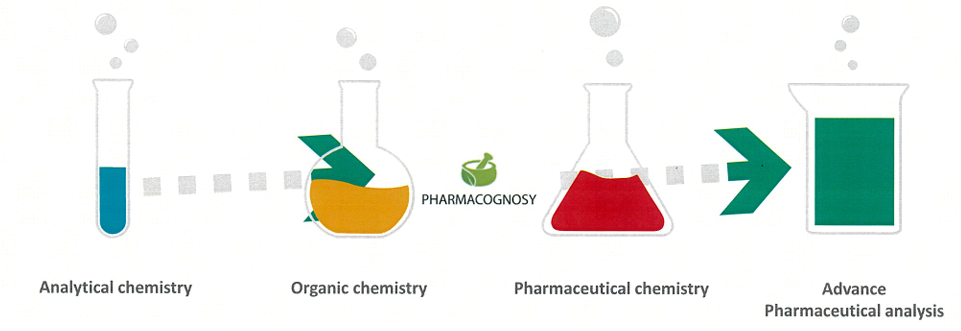 PHARMACOGNOSY
Analytical chemistry
Organic chemistry
Pharmaceutical chemistry
Advance
Pharmaceutical analysis